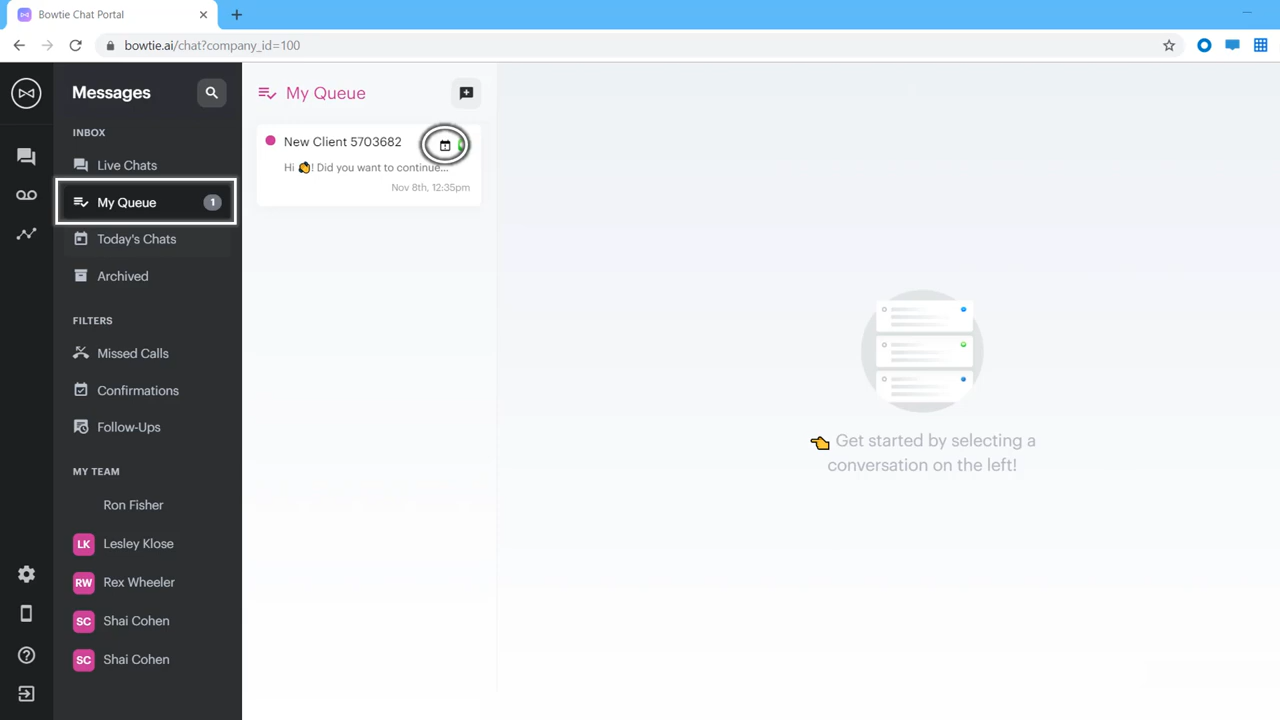 Bowtie Chat Portal
bowtie.ai/chat?company_id=100
Messages
INBOX
Live Chats
My Queue 1
Today's Chats
Archived
FILTERS
Missed Calls
Confirmations
Follow-Ups
MY TEAM
Ron Fisher
LK Lesley Klose
RW Rex Wheeler
SC Shai Cohen
SC Shai Cohen
My Queue
New Client 5703682
Hi 👋! Did you want to continue...
Nov 8th, 12:35pm
👈 Get started by selecting a
conversation on the left!